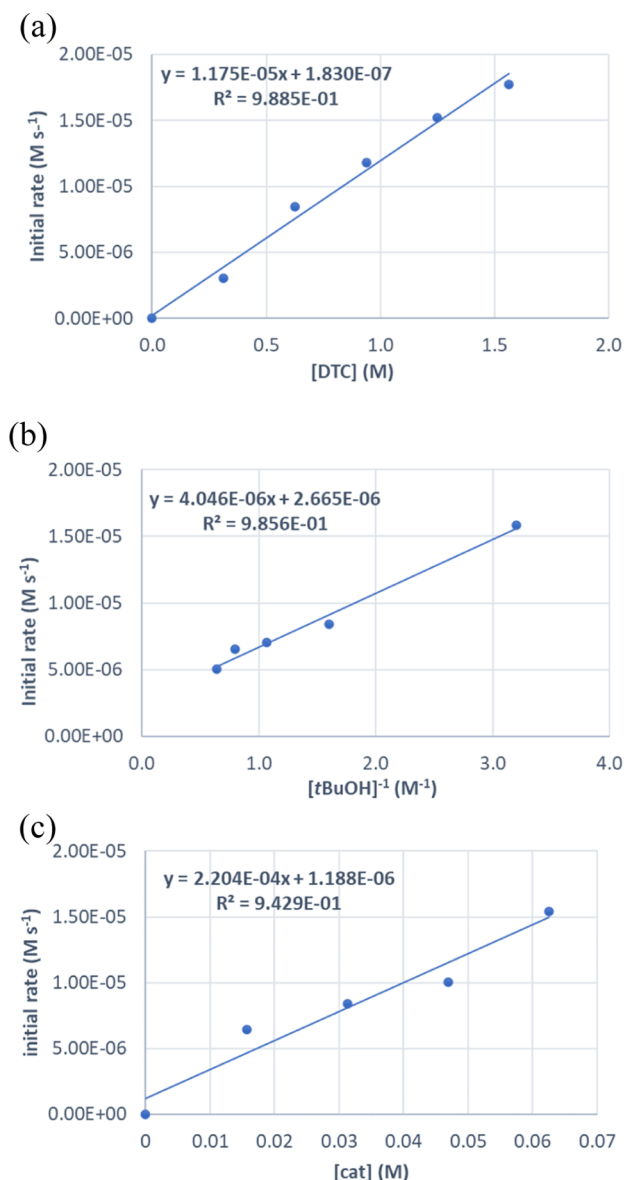 (a)
2.00E-05
y = 1.175E-05x + 1.830E-07
R² = 9.885E-01
1.50E-05
1.00E-05
5.00E-06
0.00E+00
Initial rate (M s⁻¹)
0.0 0.5 1.0 1.5 2.0
[DTC] (M)
(b)
2.00E-05
y = 4.046E-06x + 2.665E-06
R² = 9.856E-01
1.50E-05
1.00E-05
5.00E-06
0.00E+00
Initial rate (M s⁻¹)
0.0 1.0 2.0 3.0 4.0
[tBuOH]⁻¹ (M⁻¹)
(c)
2.00E-05
y = 2.204E-04x + 1.188E-06
R² = 9.429E-01
1.50E-05
1.00E-05
5.00E-06
0.00E+00
initial rate (M s⁻¹)
0 0.01 0.02 0.03 0.04 0.05 0.06 0.07
[cat] (M)